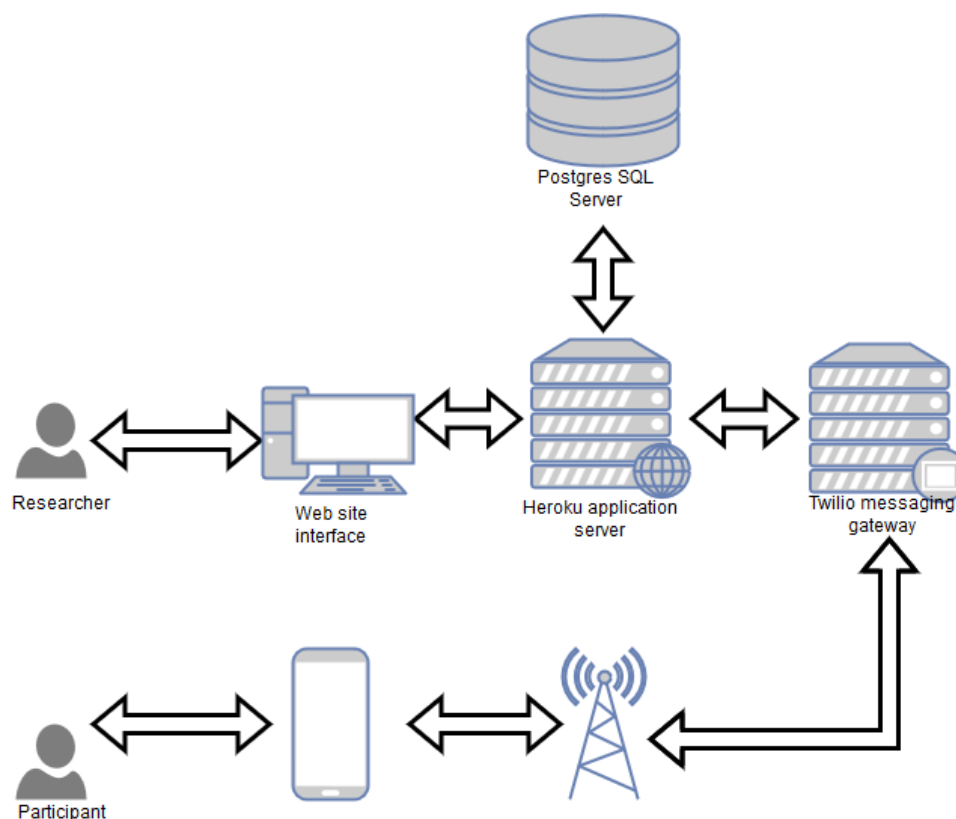 Postgres SQL
Server
Researcher
Web site
interface
Heroku application
server
Twilio messaging
gateway
Participant